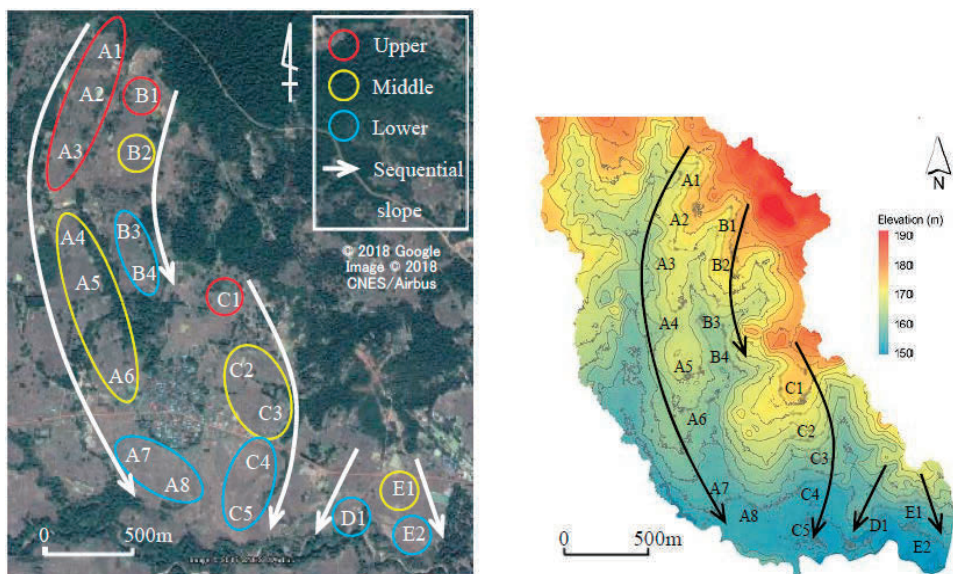 A1
A2
A3
B1
B2
A4
A5
A6
B3
B4
C1
C2
C3
A7
A8
C4
C5
D1
E1
E2
0 500m
Upper
Middle
Lower
Sequential
slope
© 2018 Google
Image © 2018
CNES/Airbus
A1
A2
B1
A3
B2
A4
B3
A5
B4
C1
A6
C2
C3
A7
C4
A8
C5
D1
E1
E2
0 500m
N
Elevation (m)
190
180
170
160
150